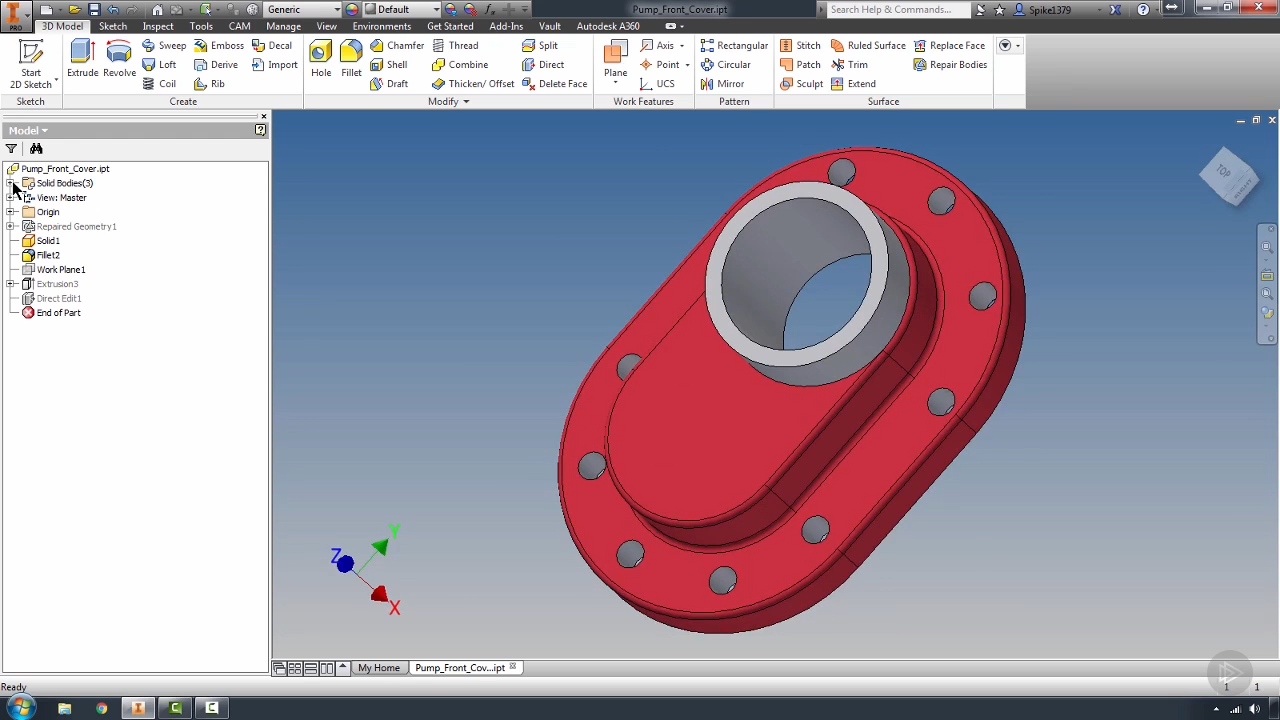 Generic Default Pump_Front_Cover.ipt Search Help & Commands... Spike1379
PRO 3D Model Sketch Inspect Tools CAM Manage View Environments Get Started Add-Ins Vault Autodesk A360
Start
2D Sketch
Extrude Revolve
Sweep Emboss Decal
Loft Derive Import
Coil Rib
Hole Fillet
Chamfer Thread Split
Shell Combine Direct
Draft Thicken/ Offset Delete Face
Plane
Axis
Point
UCS
Rectangular
Circular
Mirror
Stitch Ruled Surface Replace Face
Patch Trim Repair Bodies
Sculpt Extend
Sketch Create Modify Work Features Pattern Surface
Model
Pump_Front_Cover.ipt
Solid Bodies(3)
View: Master
Origin
Repaired Geometry1
Solid1
Fillet2
Work Plane1
Extrusion3
Direct Edit1
End of Part
TOP
Y
Z
X
My Home Pump_Front_Cov...ipt
Ready 1 1